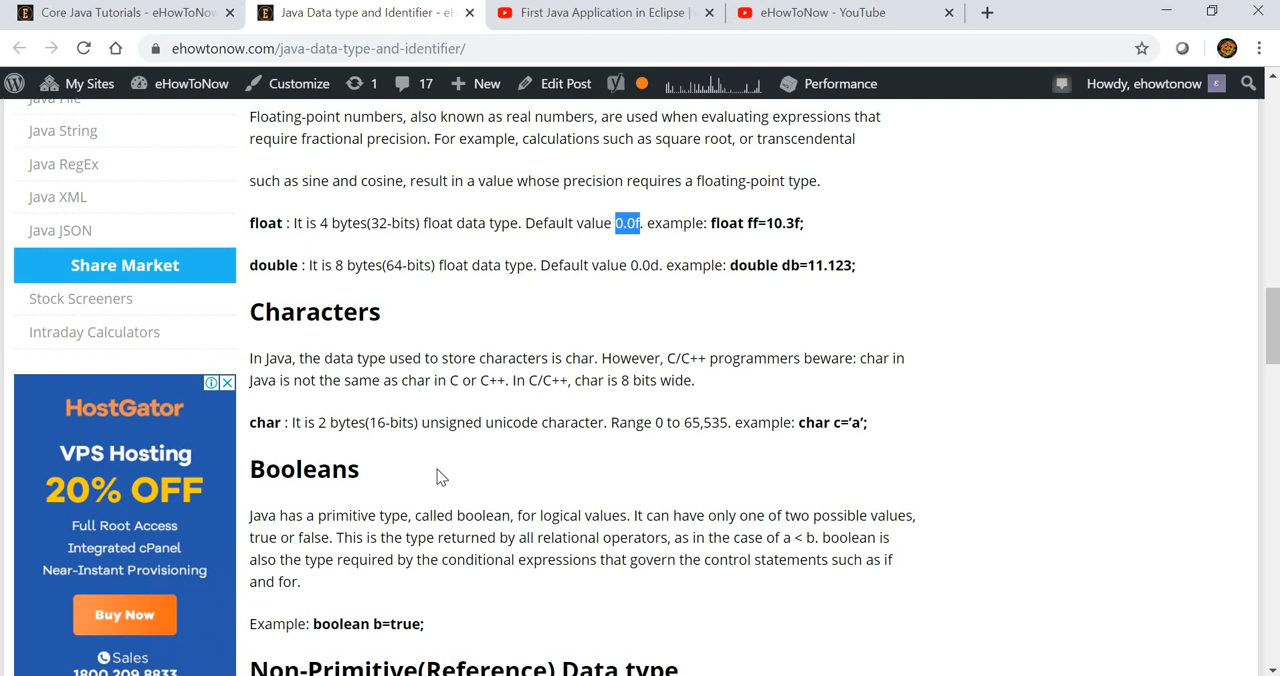 Core Java Tutorials - eHowToNow
Java Data type and Identifier - e
First Java Application in Eclipse |
eHowToNow - YouTube
ehowtonow.com/java-data-type-and-identifier/
My Sites
eHowToNow
Customize
1
17
New
Edit Post
Performance
Howdy, ehowtonow
Java File
Java String
Java RegEx
Java XML
Java JSON
Share Market
Stock Screeners
Intraday Calculators
HostGator
VPS Hosting
20% OFF
Full Root Access
Integrated cPanel
Near-Instant Provisioning
Buy Now
Sales
1800 209 8833
Floating-point numbers, also known as real numbers, are used when evaluating expressions that
require fractional precision. For example, calculations such as square root, or transcendental
such as sine and cosine, result in a value whose precision requires a floating-point type.
float : It is 4 bytes(32-bits) float data type. Default value 0.0f. example: float ff=10.3f;
double : It is 8 bytes(64-bits) float data type. Default value 0.0d. example: double db=11.123;
Characters
In Java, the data type used to store characters is char. However, C/C++ programmers beware: char in
Java is not the same as char in C or C++. In C/C++, char is 8 bits wide.
char : It is 2 bytes(16-bits) unsigned unicode character. Range 0 to 65,535. example: char c=’a’;
Booleans
Java has a primitive type, called boolean, for logical values. It can have only one of two possible values,
true or false. This is the type returned by all relational operators, as in the case of a < b. boolean is
also the type required by the conditional expressions that govern the control statements such as if
and for.
Example: boolean b=true;
Non-Primitive(Reference) Data type